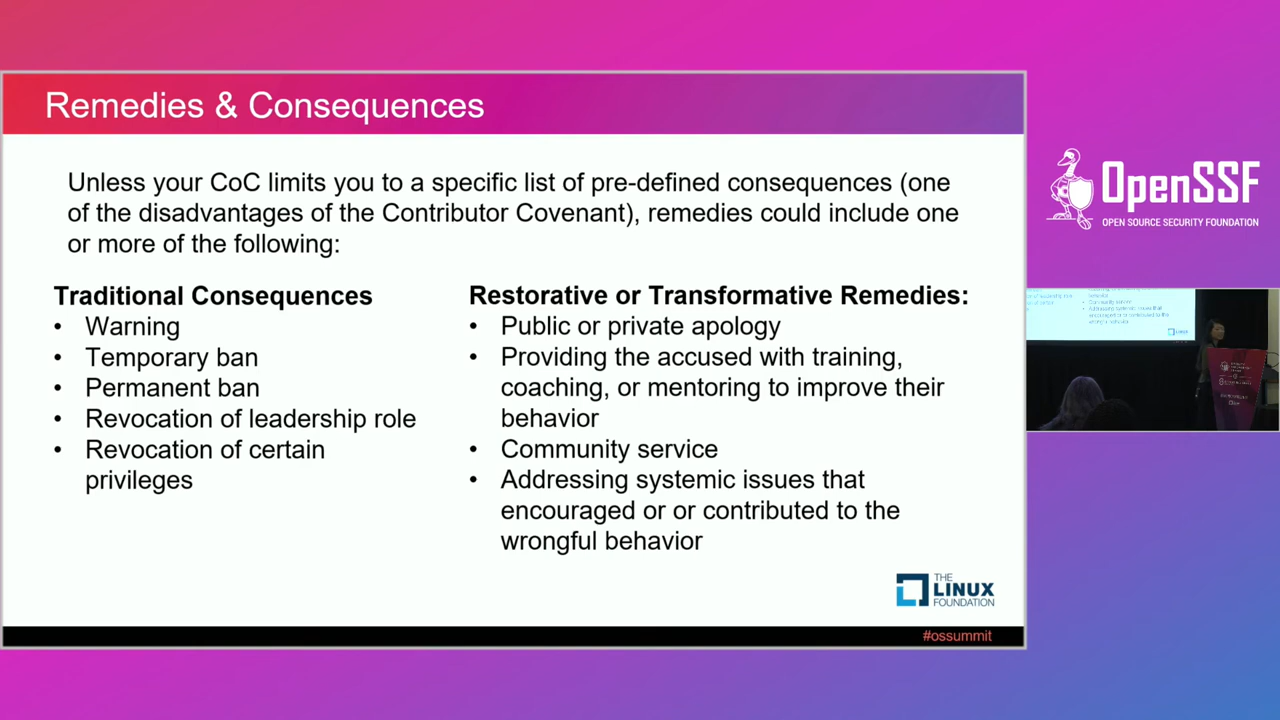 Remedies & Consequences
Unless your CoC limits you to a specific list of pre-defined consequences (one
of the disadvantages of the Contributor Covenant), remedies could include one
or more of the following:
Traditional Consequences
• Warning
• Temporary ban
• Permanent ban
• Revocation of leadership role
• Revocation of certain
privileges
Restorative or Transformative Remedies:
• Public or private apology
• Providing the accused with training,
coaching, or mentoring to improve their
behavior
• Community service
• Addressing systemic issues that
encouraged or or contributed to the
wrongful behavior
THE
LINUX
FOUNDATION
#ossummit
OpenSSF
OPEN SOURCE SECURITY FOUNDATION